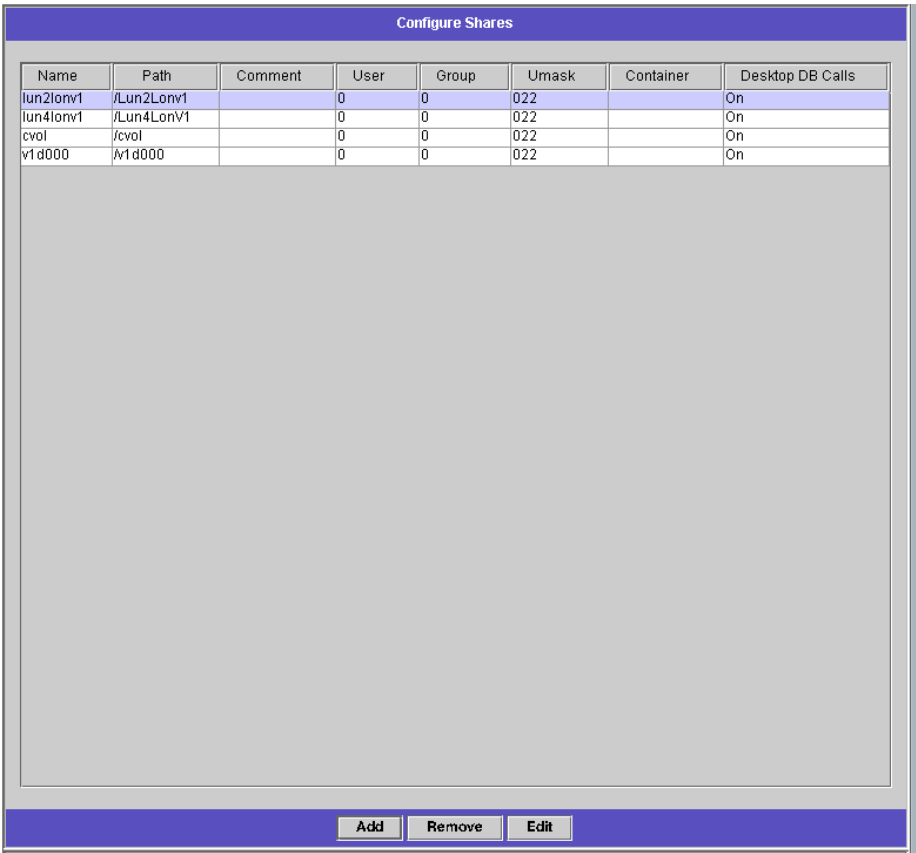 Configure Shares
Name Path Comment User Group Umask Container Desktop DB Calls
lun2lonv1 /Lun2Lonv1 0 0 022 On
lun4lonv1 /Lun4LonV1 0 0 022 On
cvol /cvol 0 0 022 On
v1d000 /v1d000 0 0 022 On
Add Remove Edit